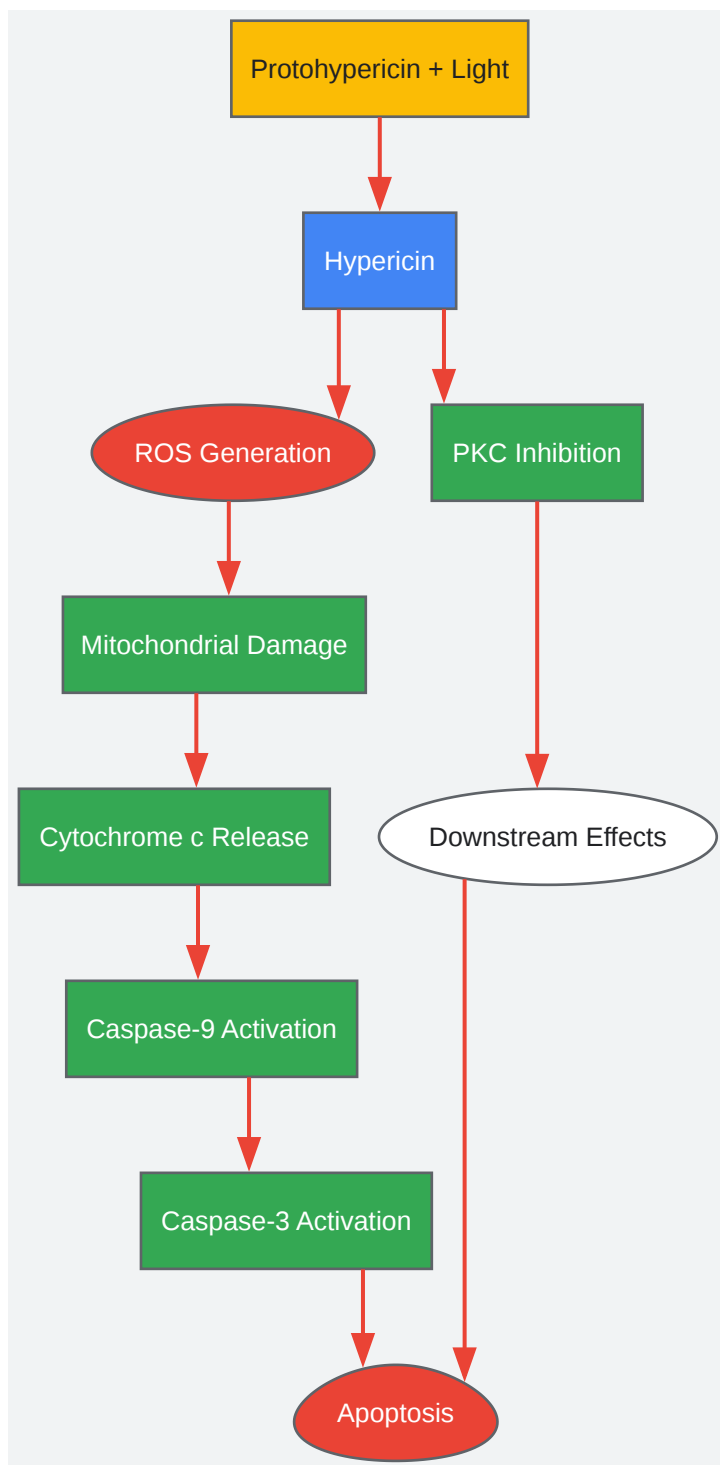 Protohypericin + Light
Hypericin
ROS Generation
PKC Inhibition
Mitochondrial Damage
Cytochrome c Release
Downstream Effects
Caspase-9 Activation
Caspase-3 Activation
Apoptosis